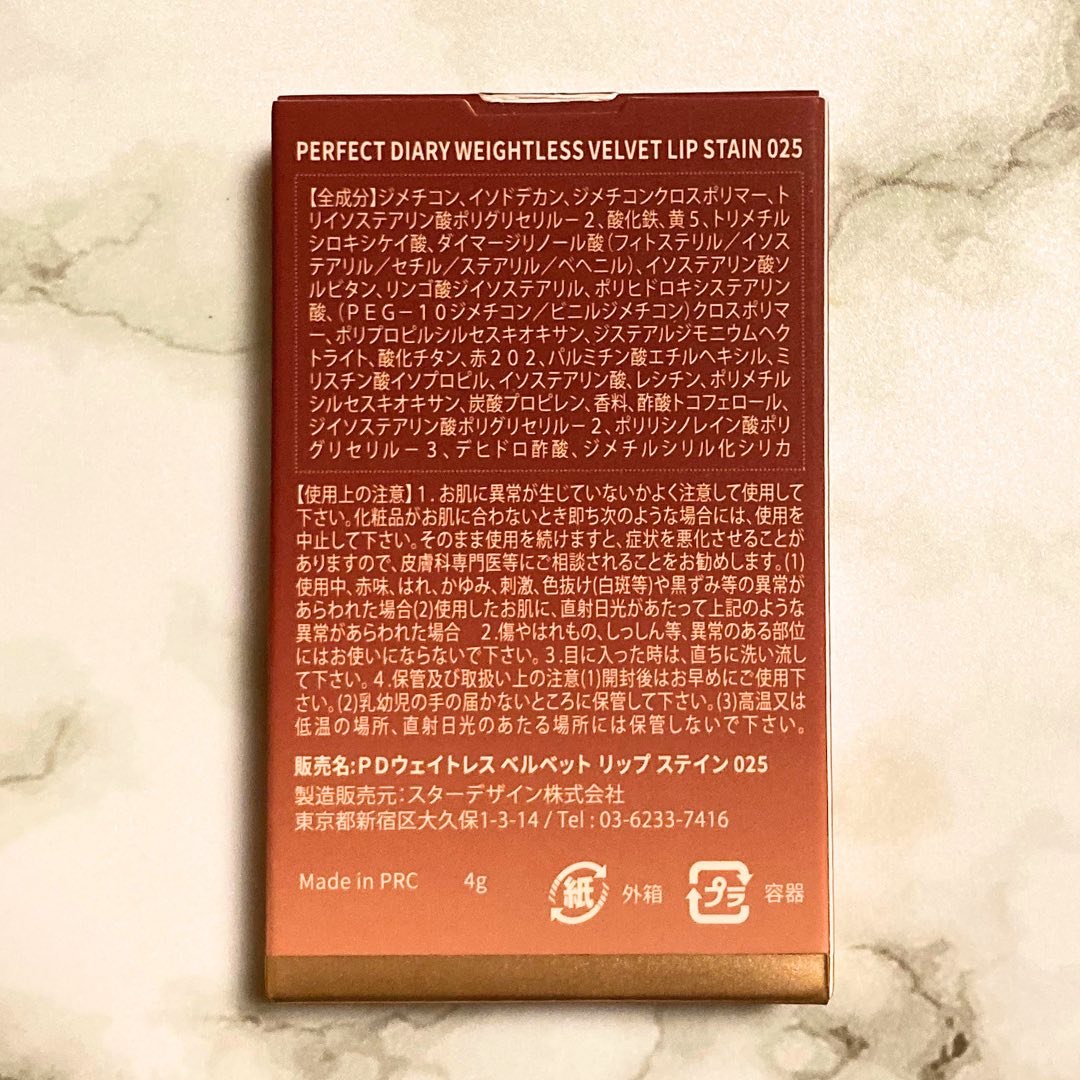 PERFECT DIARY WEIGHTLESS VELVET LIP STAIN 025
【全成分】ジメチコン、イソドデカン、ジメチコンクロスポリマー、ト
リイソステアリン酸ポリグリセリルー2、酸化鉄、黄5、トリメチル
シロキシケイ酸、ダイマージリノール酸(フィトステリル/イソス
テアリル/セチル/ステアリル/ベヘニル)、イソステアリン酸ソ
ルビタン、リンゴ酸ジイソステアリル、ポリヒドロキシステアリン
酸、(PEG-10ジメチコン/ビニルジメチコン)クロスポリマ
ー、ポリプロピルシルセスキオキサン、ジステアルジモニウムヘク
トライト、酸化チタン、赤202、パルミチン酸エチルヘキシル、ミ
リスチン酸イソプロピル、イソステアリン酸、レシチン、ポリメチル
シルセスキオキサン、炭酸プロピレン、香料、酢酸トコフェロール、
ジイソステアリン酸ポリグリセリルー2、ポリリシノレイン酸ポリ
グリセリルー3、デヒドロ酢酸、ジメチルシリル化シリカ
【使用上の注意】1.お肌に異常が生じていないかよく注意して使用して
下さい。化粧品がお肌に合わないとき即ち次のような場合には、使用を
中止して下さい。そのまま使用を続けますと、症状を悪化させることが
ありますので、皮膚科専門医等にご相談されることをお勧めします。(1)
使用中、赤味、はれ、かゆみ、刺激、色抜け(白斑等)や黒ずみ等の異常が
あらわれた場合(2)使用したお肌に、直射日光があたって上記のような
異常があらわれた場合 2.傷やはれもの、しっしん等、異常のある部位
にはお使いにならないで下さい。3.目に入った時は、直ちに洗い流し
て下さい。4.保管及び取扱い上の注意(1)開封後はお早めにご使用下
さい。(2)乳幼児の手の届かないところに保管して下さい。(3)高温又は
低温の場所、直射日光のあたる場所には保管しないで下さい。
販売名:PDウェイトレス ベルベット リップ ステイン 025
製造販売元:スターデザイン株式会社
東京都新宿区大久保1-3-14 / Tel : 03-6233-7416
Made in PRC 4g 紙 外箱 プラ 容器